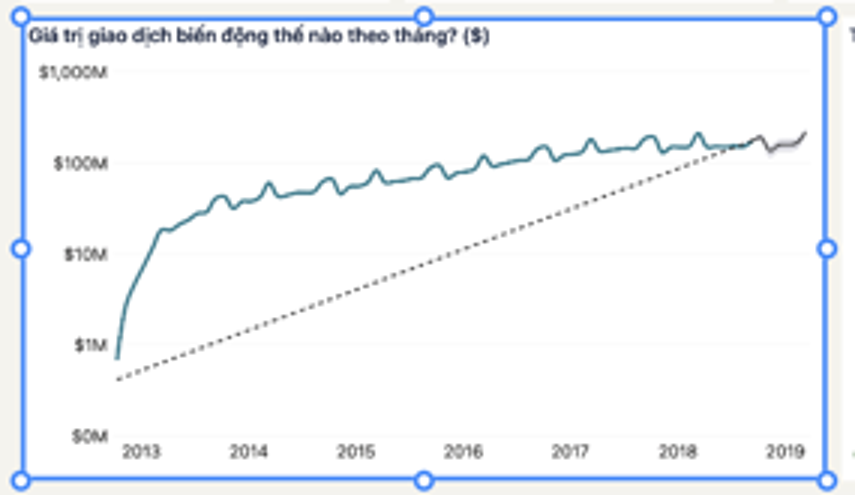 Giá trị giao dịch biến động thế nào theo tháng? ($)
$1,000M
$100M
$10M
$1M
$0M
2013 2014 2015 2016 2017 2018 2019